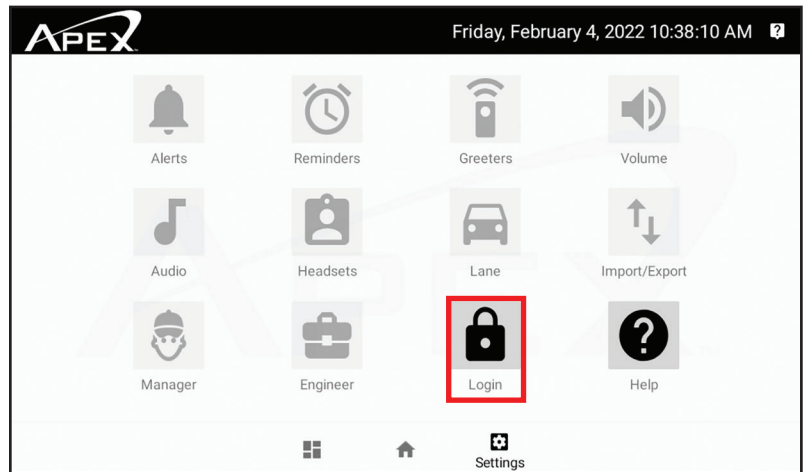 APEX
Friday, February 4, 2022 10:38:10 AM ?
Alerts Reminders Greeters Volume
Audio Headsets Lane Import/Export
Manager Engineer Login Help
Settings